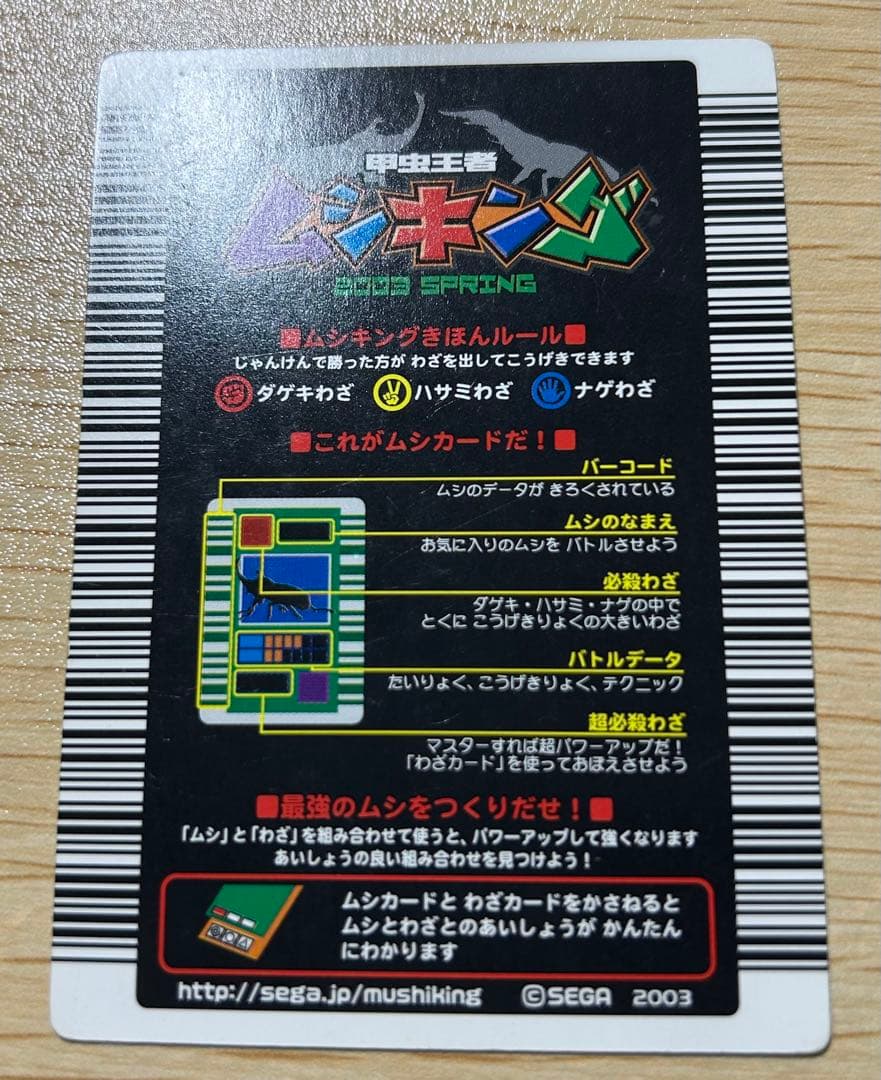 甲虫王者
ムシキング
2003 SPRING
■ムシキングきほんルール■
じゃんけんで勝った方が わざを出してこうげきできます
ダゲキわざ ハサミわざ ナゲわざ
■これがムシカードだ！■
バーコード
ムシのデータが きろくされている
ムシのなまえ
お気に入りのムシを バトルさせよう
必殺わざ
ダゲキ・ハサミ・ナゲの中で
とくに こうげきりょくの大きいわざ
バトルデータ
たいりょく、こうげきりょく、テクニック
超必殺わざ
マスターすれば超パワーアップだ！
「わざカード」を使っておぼえさせよう
■最強のムシをつくりだせ！■
「ムシ」と「わざ」を組み合わせて使うと、パワーアップして強くなります
あいしょうの良い組み合わせを見つけよう！
ムシカードと わざカードをかさねると
ムシとわざとのあいしょうが かんたん
にわかります
http://sega.jp/mushiking ©SEGA 2003